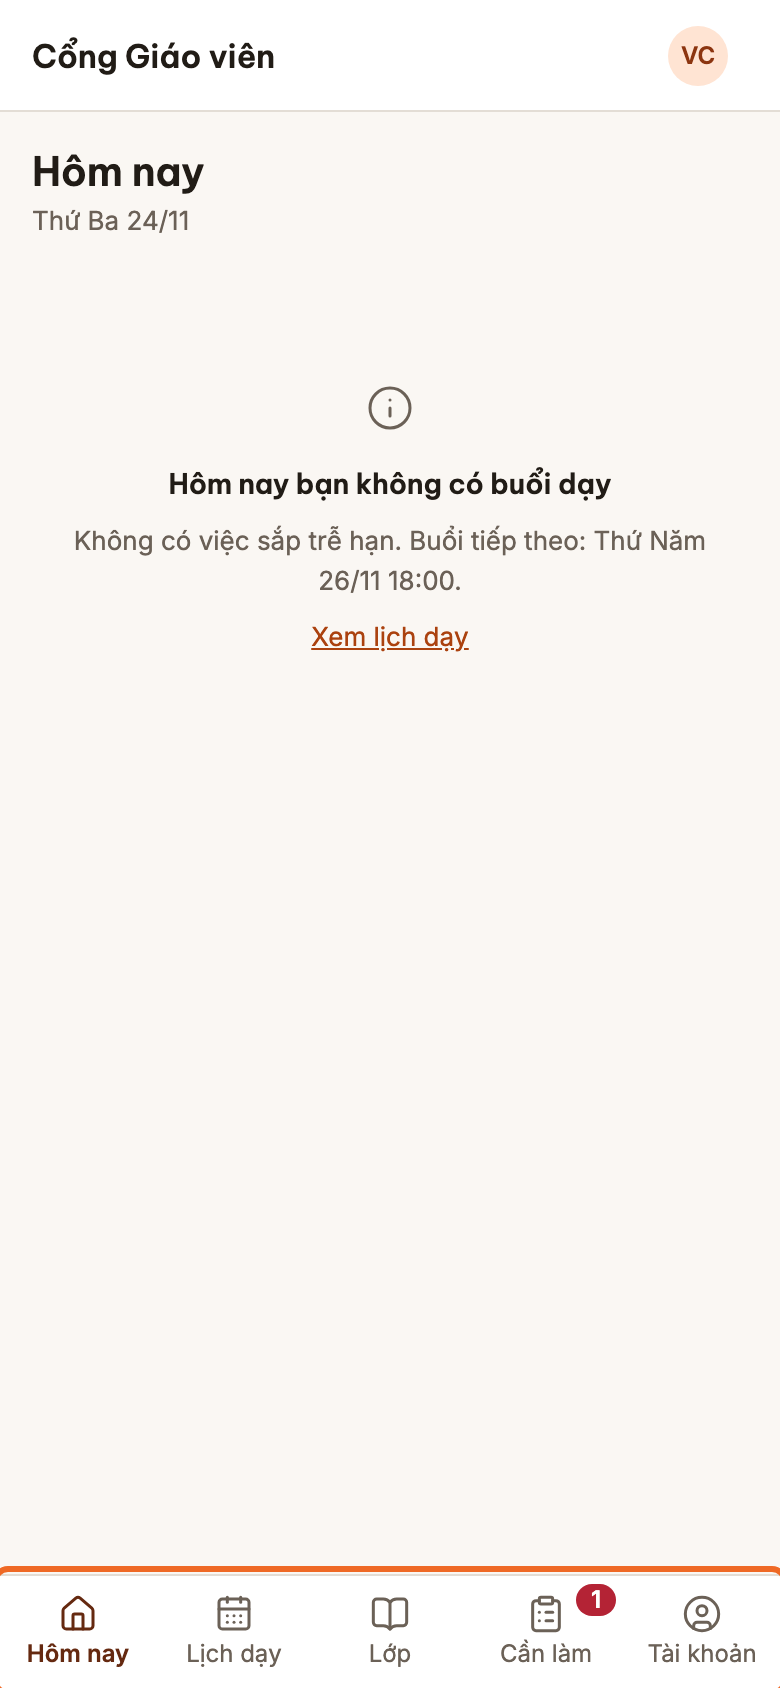 Cổng Giáo viên
VC
Hôm nay
Thứ Ba 24/11
Hôm nay bạn không có buổi dạy
Không có việc sắp trễ hạn. Buổi tiếp theo: Thứ Năm
26/11 18:00.
Xem lịch dạy
1
Hôm nay
Lịch dạy
Lớp
Cần làm
Tài khoản